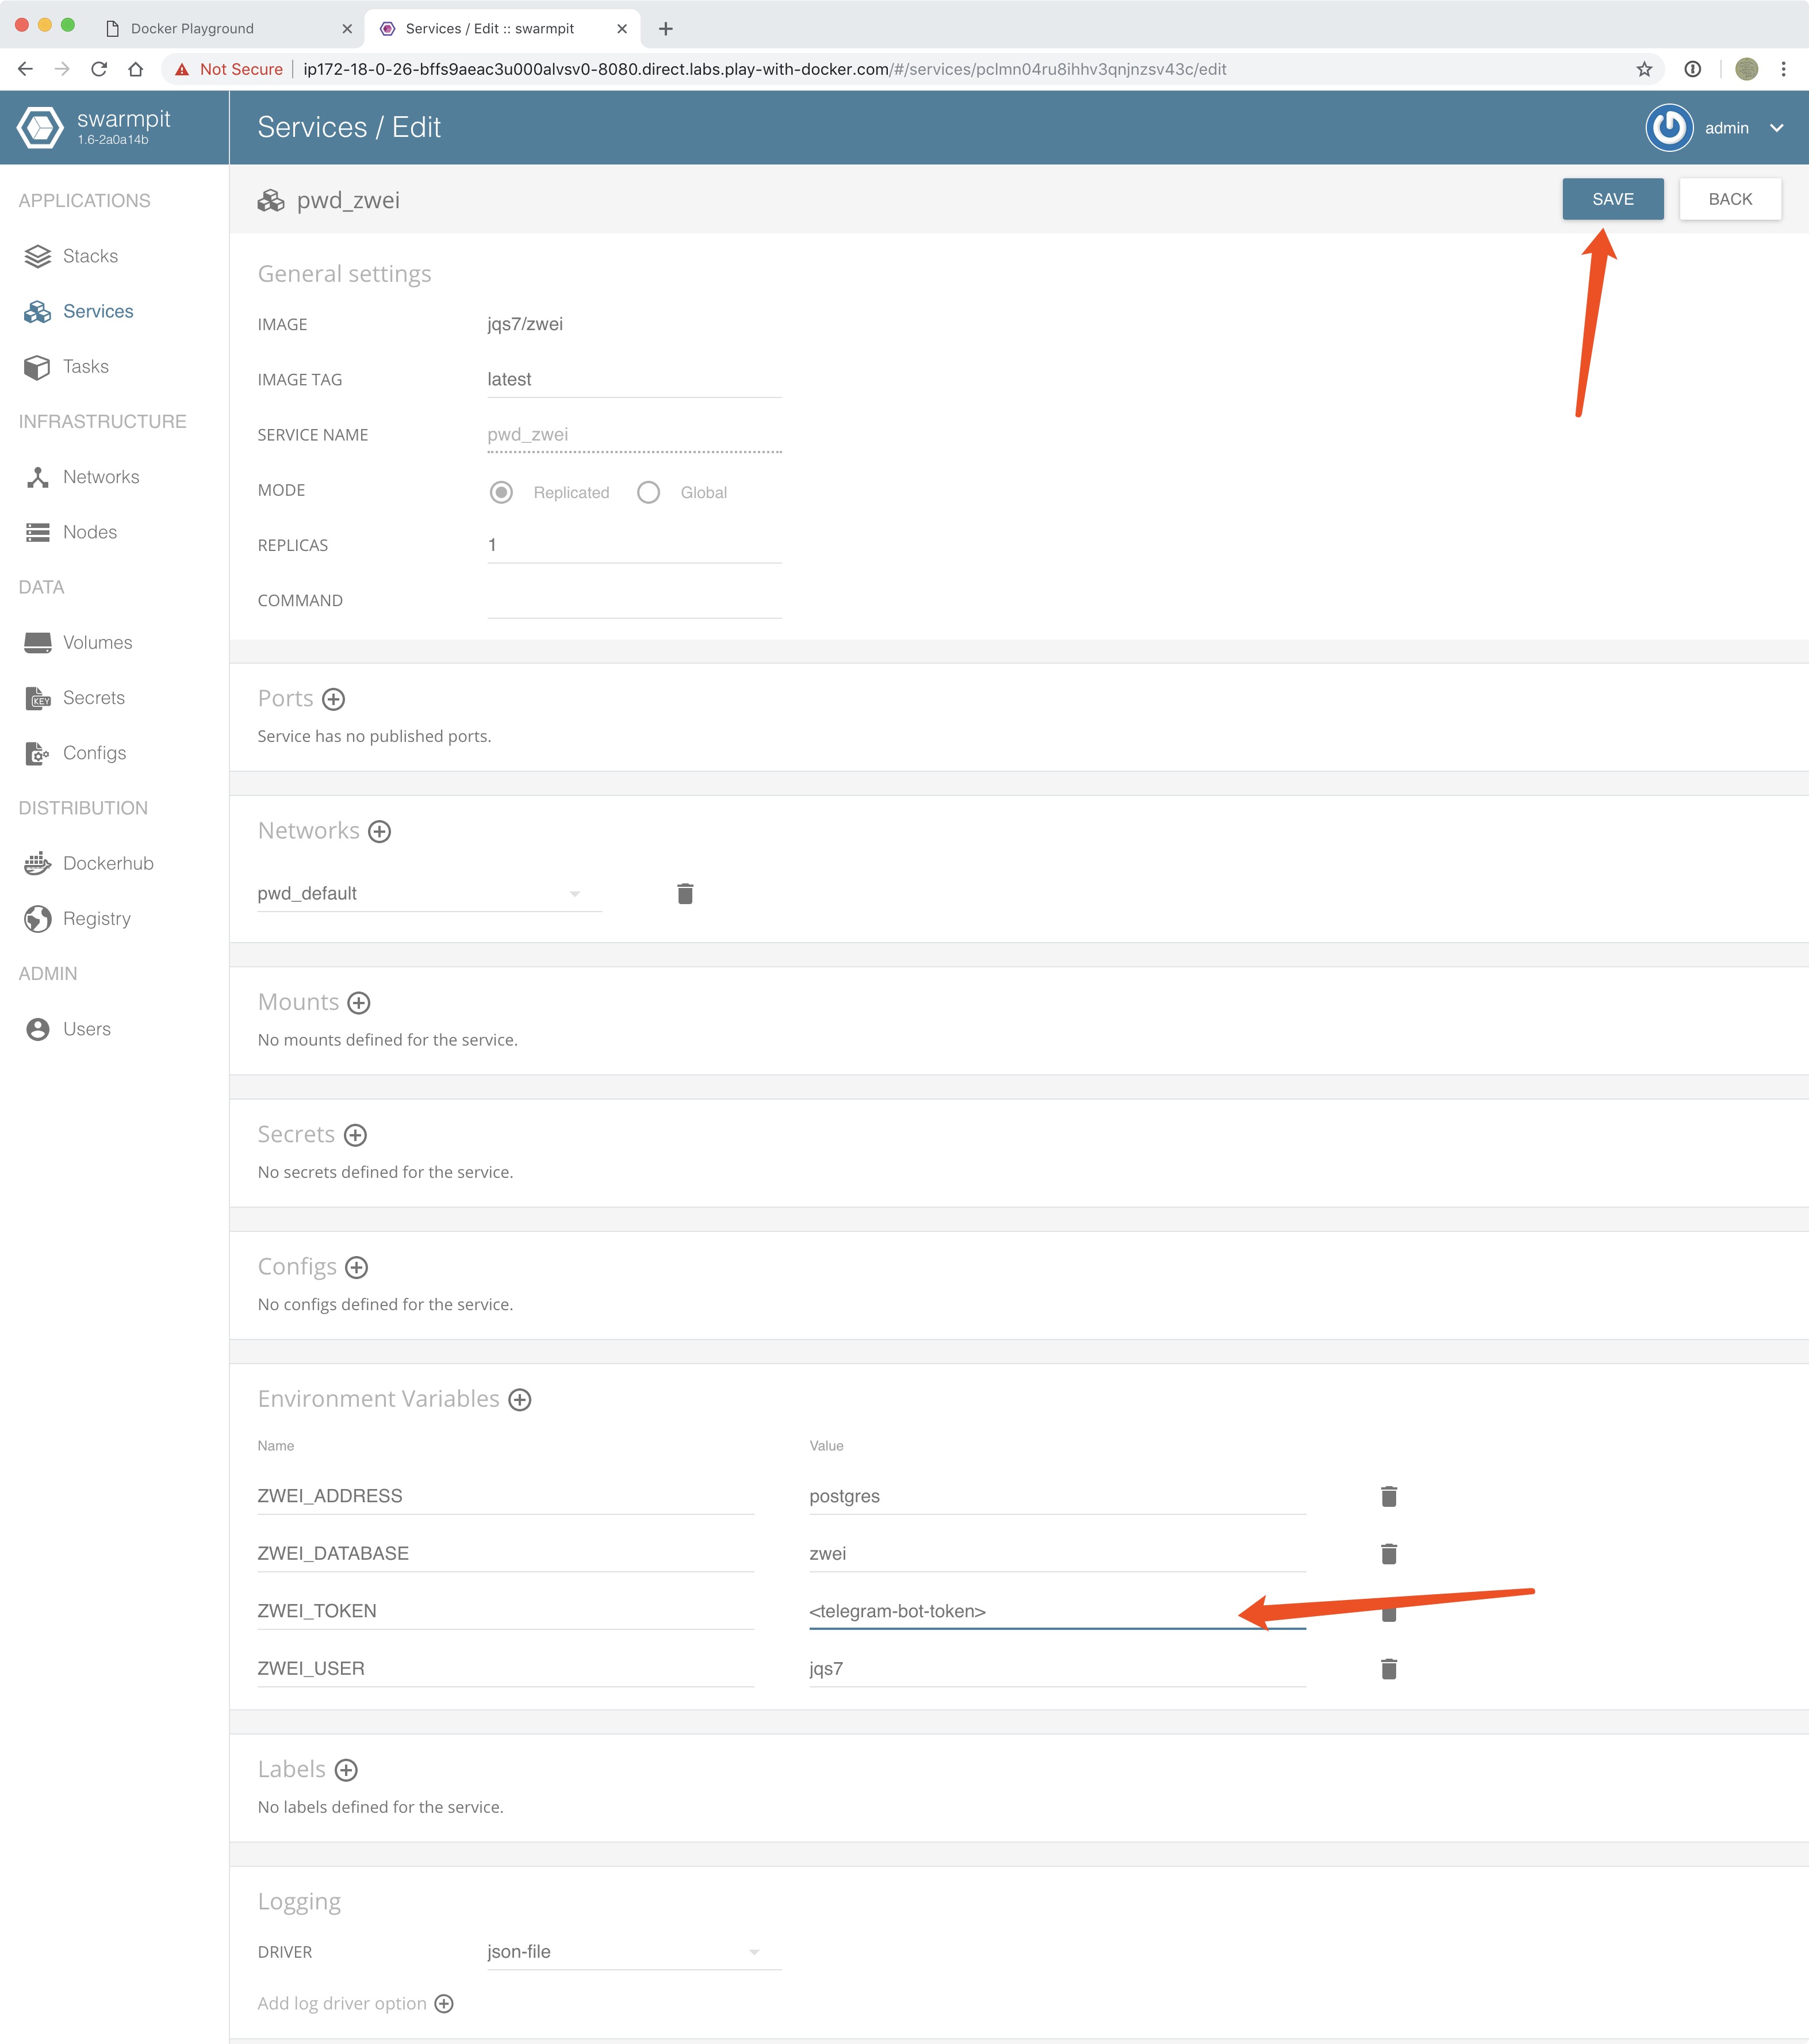 Docker Playground
Services / Edit :: swarmpit
Not Secure
ip172-18-0-26-bffs9aeac3u000alvsv0-8080.direct.labs.play-with-docker.com/#/services/pclmn04ru8ihhv3qnjnzsv43c/edit
swarmpit
1.6-2a0a14b
Services / Edit
admin
APPLICATIONS
Stacks
Services
Tasks
INFRASTRUCTURE
Networks
Nodes
DATA
Volumes
KEY
Secrets
Configs
DISTRIBUTION
Dockerhub
Registry
ADMIN
Users
pwd_zwei
SAVE
BACK
General settings
IMAGE
jqs7/zwei
IMAGE TAG
latest
SERVICE NAME
pwd_zwei
MODE
Replicated
Global
REPLICAS
1
COMMAND
Ports
Service has no published ports.
Networks
pwd_default
Mounts
No mounts defined for the service.
Secrets
No secrets defined for the service.
Configs
No configs defined for the service.
Environment Variables
Name
Value
ZWEI_ADDRESS
postgres
ZWEI_DATABASE
zwei
ZWEI_TOKEN
<telegram-bot-token>
ZWEI_USER
jqs7
Labels
No labels defined for the service.
Logging
DRIVER
json-file
Add log driver option